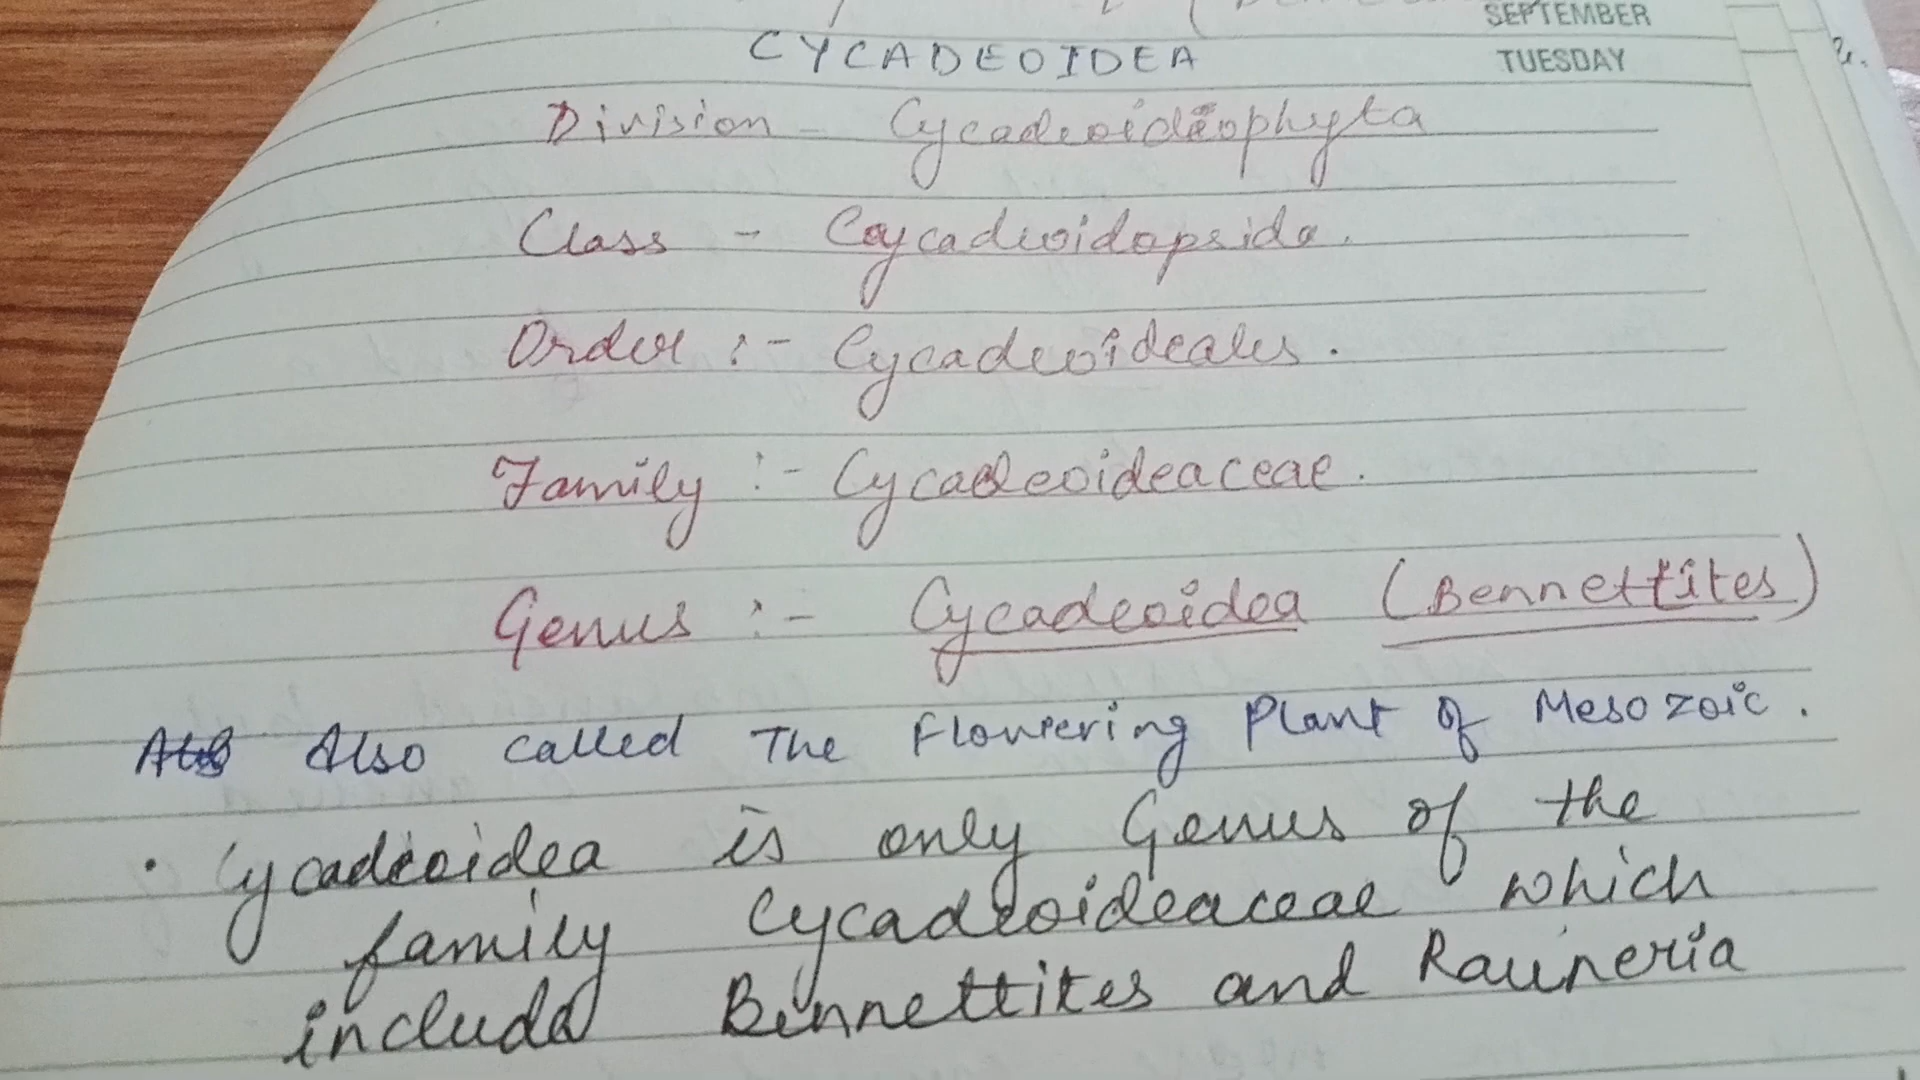 SEPTEMBER
CYCADEOIDEA
TUESDAY
Division - Cycadeoideophyta
Class - Cycadeoidopsida.
Order :- Cycadeoideales.
Family :- Cycadeoideaceae.
Genus :- Cycadeoidea (Bennettites)
Also called The Flowering Plant of Mesozoic.
• Cycadeoidea is only Genus of the
family Cycadeoideaceae which
include Bennettites and Raumeria